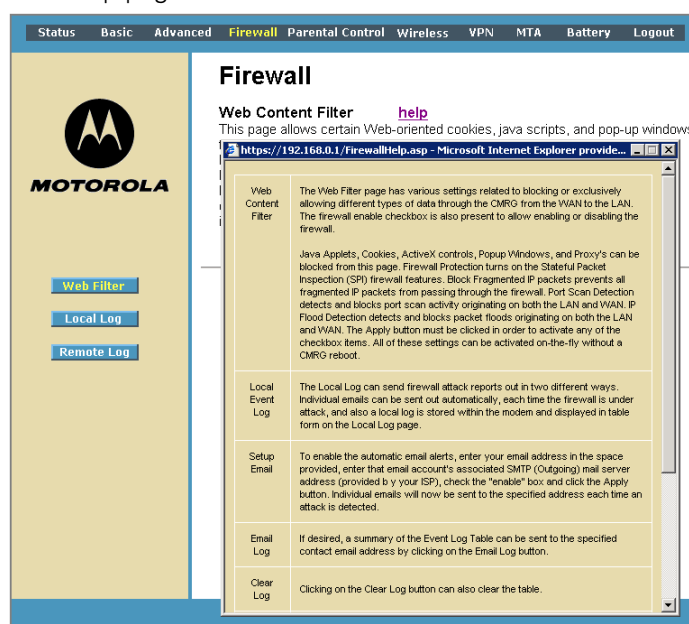 Status Basic Advanced Firewall Parental Control Wireless VPN MTA Battery Logout
Firewall
Web Content Filter help
This page allows certain Web-oriented cookies, java scripts, and pop-up windows
MOTOROLA
Web Filter
Local Log
Remote Log
https://192.168.0.1/FirewallHelp.asp - Microsoft Internet Explorer provide...
Web Content Filter
The Web Filter page has various settings related to blocking or exclusively
allowing different types of data through the CMRG from the WAN to the LAN.
The firewall enable checkbox is also present to allow enabling or disabling the
firewall.
Java Applets, Cookies, ActiveX controls, Popup Windows, and Proxy's can be
blocked from this page. Firewall Protection turns on the Stateful Packet
Inspection (SPI) firewall features. Block Fragmented IP packets prevents all
fragmented IP packets from passing through the firewall. Port Scan Detection
detects and blocks port scan activity originating on both the LAN and WAN. IP
Flood Detection detects and blocks packet floods originating on both the LAN
and WAN. The Apply button must be clicked in order to activate any of the
checkbox items. All of these settings can be activated on-the-fly without a
CMRG reboot.
Local Event Log
The Local Log can send firewall attack reports out in two different ways.
Individual emails can be sent out automatically, each time the firewall is under
attack, and also a local log is stored within the modem and displayed in table
form on the Local Log page.
Setup Email
To enable the automatic email alerts, enter your email address in the space
provided, enter that email account's associated SMTP (Outgoing) mail server
address (provided b y your ISP), check the "enable" box and click the Apply
button. Individual emails will now be sent to the specified address each time an
attack is detected.
Email Log
If desired, a summary of the Event Log Table can be sent to the specified
contact email address by clicking on the Email Log button.
Clear Log
Clicking on the Clear Log button can also clear the table.